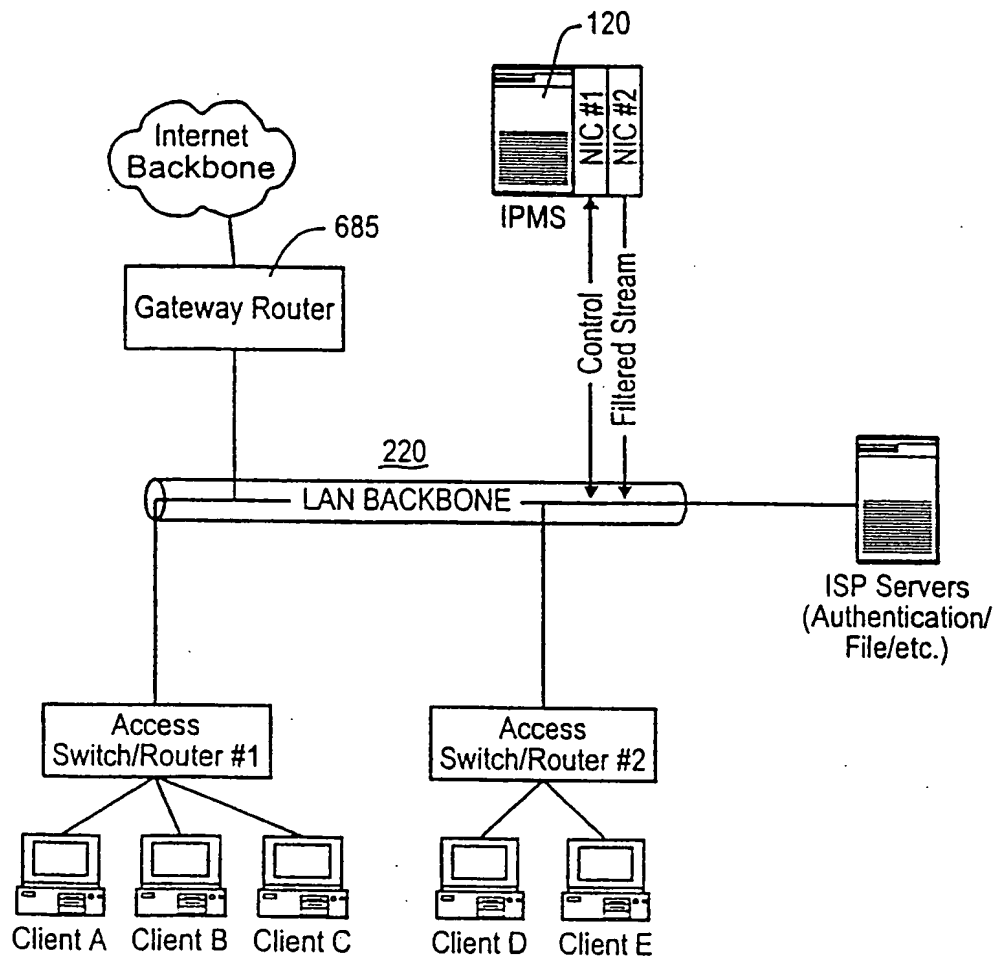 120
Internet
Backbone
NIC #1
NIC #2
IPMS
685
Gateway Router
Control
Filtered Stream
220
LAN BACKBONE
ISP Servers
(Authentication/
File/etc.)
Access
Switch/Router #1
Access
Switch/Router #2
Client A
Client B
Client C
Client D
Client E